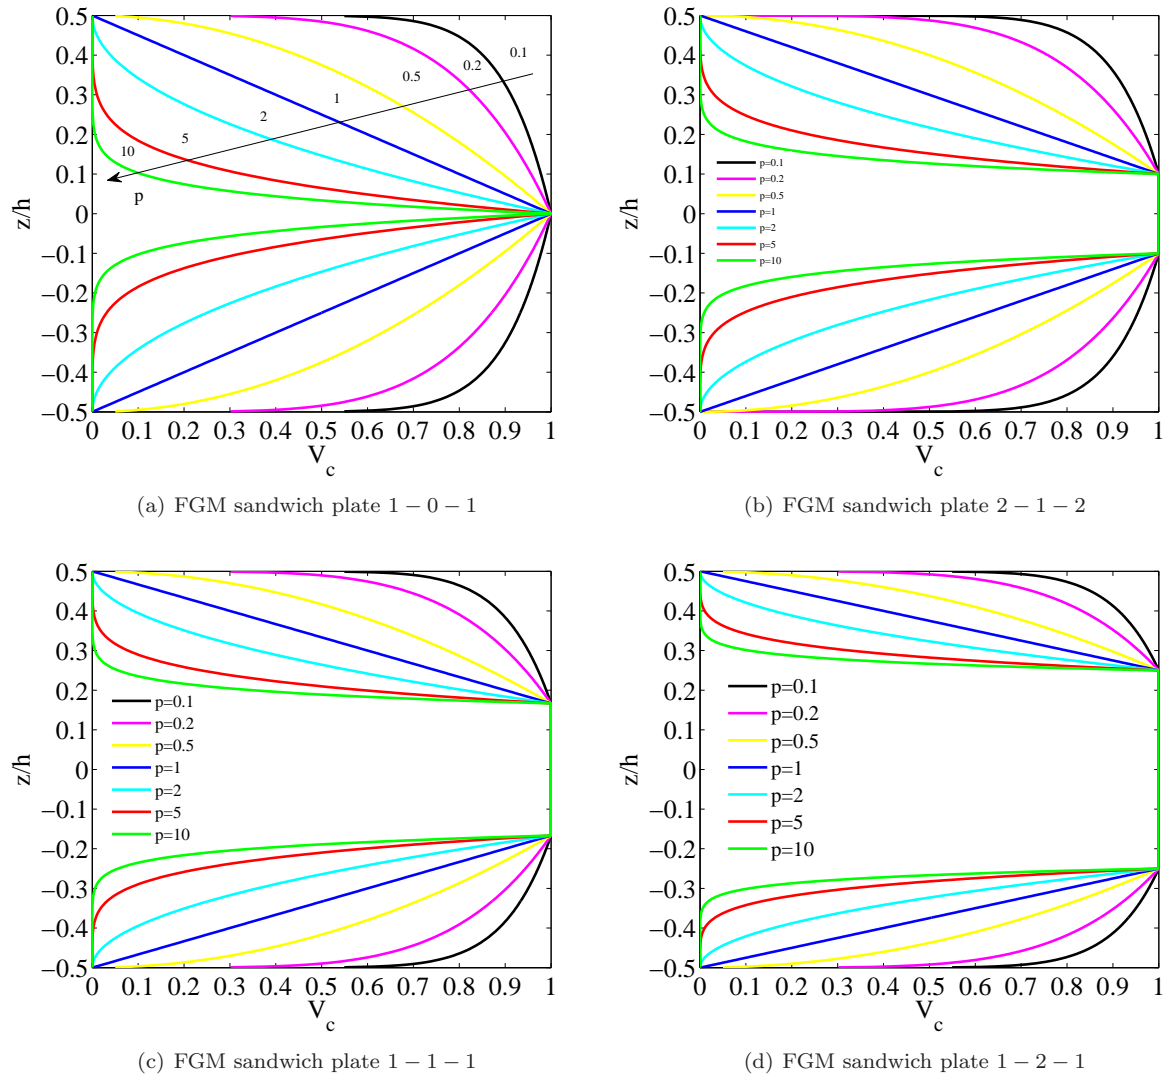 0.5
0.4
0.3
0.2
0.1
0
−0.1
−0.2
−0.3
−0.4
−0.5
z/h
0.1
0.2
0.5
1
2
5
10
p
0 0.1 0.2 0.3 0.4 0.5 0.6 0.7 0.8 0.9 1
V_c
(a) FGM sandwich plate 1 − 0 − 1
0.5
0.4
0.3
0.2
0.1
0
−0.1
−0.2
−0.3
−0.4
−0.5
z/h
p=0.1
p=0.2
p=0.5
p=1
p=2
p=5
p=10
0 0.1 0.2 0.3 0.4 0.5 0.6 0.7 0.8 0.9 1
V_c
(b) FGM sandwich plate 2 − 1 − 2
0.5
0.4
0.3
0.2
0.1
0
−0.1
−0.2
−0.3
−0.4
−0.5
z/h
p=0.1
p=0.2
p=0.5
p=1
p=2
p=5
p=10
0 0.1 0.2 0.3 0.4 0.5 0.6 0.7 0.8 0.9 1
V_c
(c) FGM sandwich plate 1 − 1 − 1
0.5
0.4
0.3
0.2
0.1
0
−0.1
−0.2
−0.3
−0.4
−0.5
z/h
p=0.1
p=0.2
p=0.5
p=1
p=2
p=5
p=10
0 0.1 0.2 0.3 0.4 0.5 0.6 0.7 0.8 0.9 1
V_c
(d) FGM sandwich plate 1 − 2 − 1